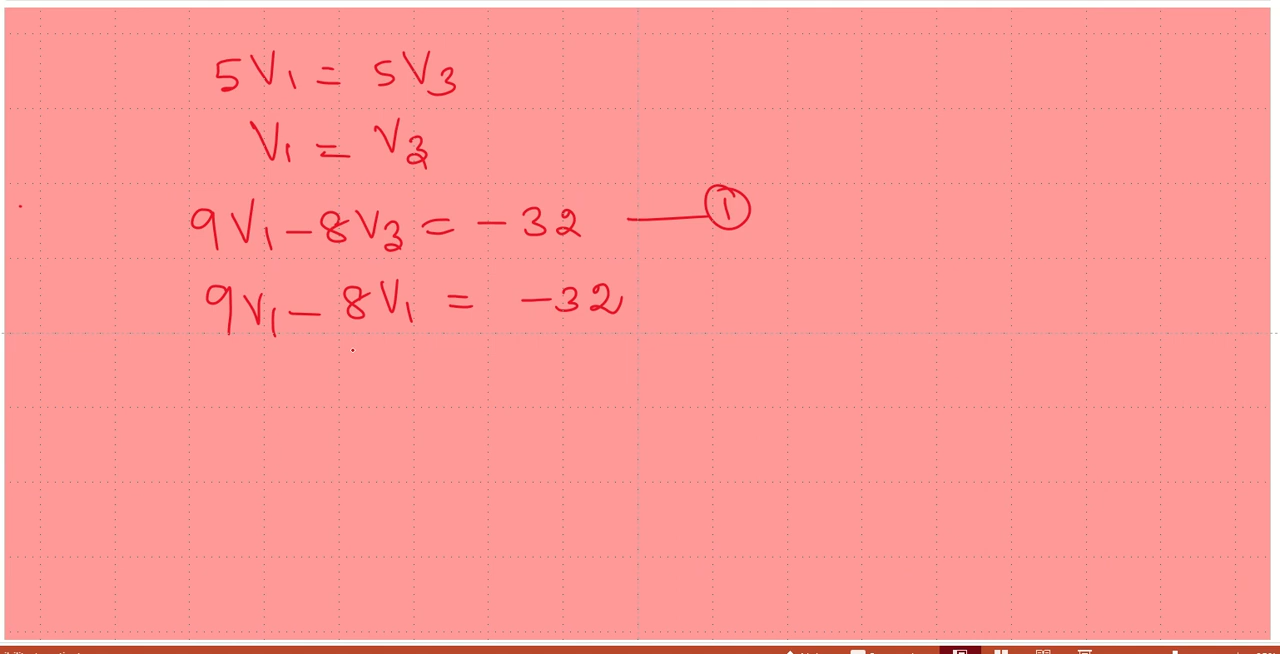 5V₁ = 5V₃
V₁ = V₃
9V₁ - 8V₃ = -32 — ①
9V₁ - 8V₁ = -32